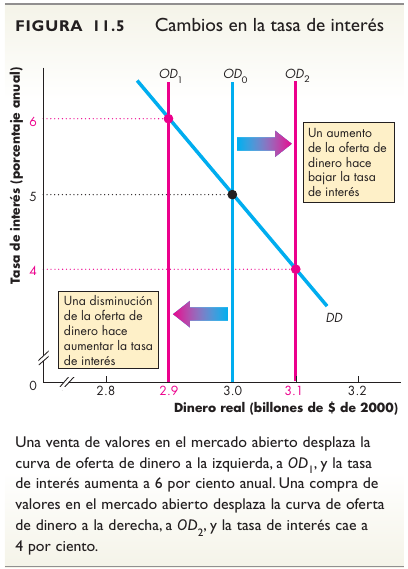 FIGURA 11.5 Cambios en la tasa de interés
Tasa de interés (porcentaje anual)
OD1 OD0 OD2
6
5
4
0
Un aumento
de la oferta de
dinero hace
bajar la tasa
de interés
Una disminución
de la oferta de
dinero hace
aumentar la tasa
de interés
DD
2.8 2.9 3.0 3.1 3.2
Dinero real (billones de $ de 2000)
Una venta de valores en el mercado abierto desplaza la
curva de oferta de dinero a la izquierda, a OD1, y la tasa
de interés aumenta a 6 por ciento anual. Una compra de
valores en el mercado abierto desplaza la curva de oferta
de dinero a la derecha, a OD2, y la tasa de interés cae a
4 por ciento.